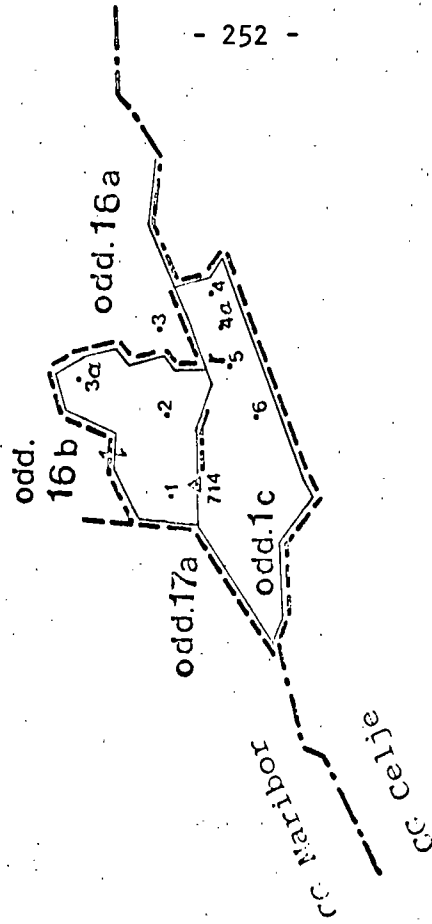 - 252 -
odd. 16a
odd.
16b
3a
.3
.2
.1
714
4a
.4
.5
.6
odd.17a
odd.1c
GG Maribor
GG Celje